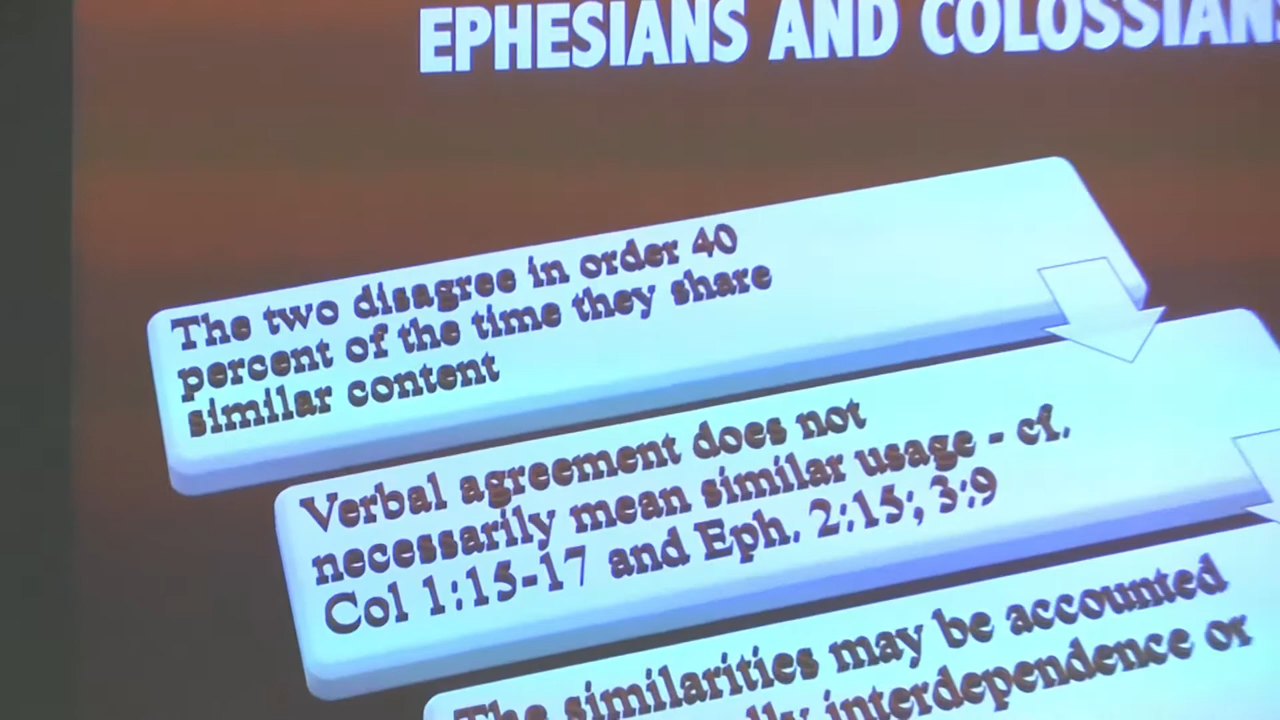 EPHESIANS AND COLOSSIANS
The two disagree in order 40
percent of the time they share
similar content
Verbal agreement does not
necessarily mean similar usage - cf.
Col 1:15-17 and Eph. 2:15; 3:9
The similarities may be accounted
interdependence or